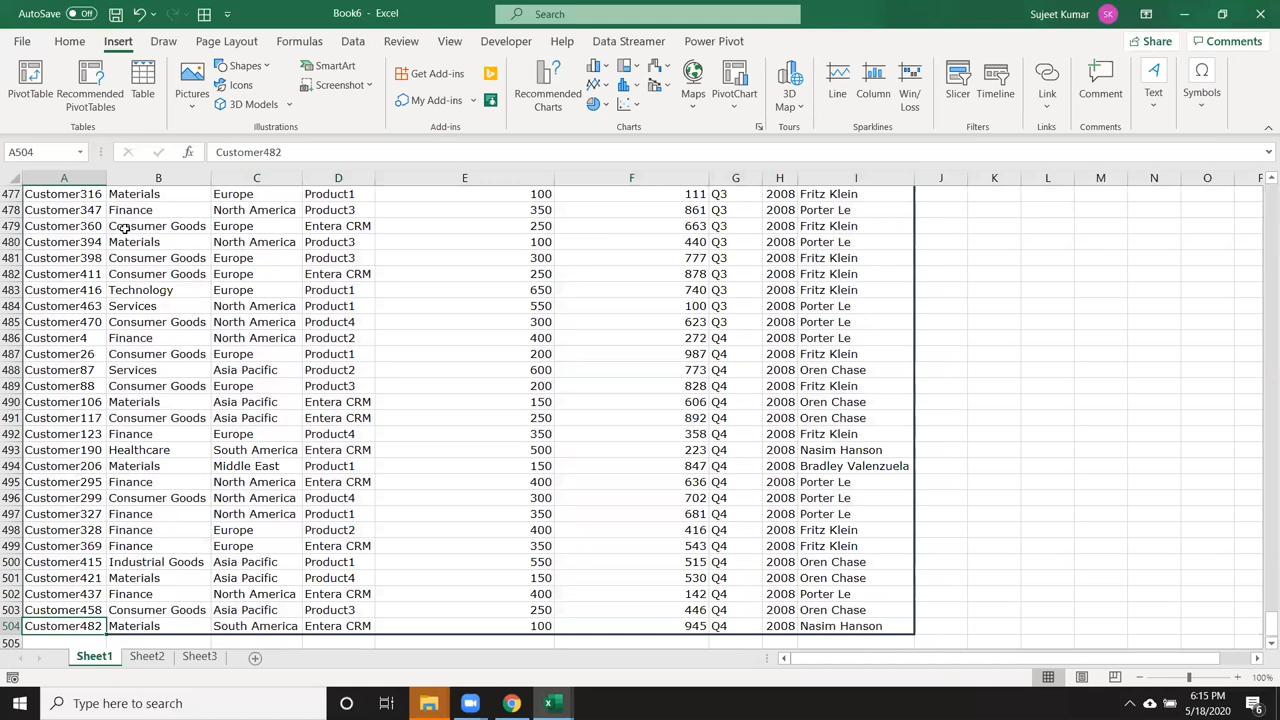 AutoSave Off Book6 - Excel Search Sujeet Kumar SK
File Home Insert Draw Page Layout Formulas Data Review View Developer Help Data Streamer Power Pivot Share Comments
PivotTable Recommended PivotTables Table Pictures Shapes Icons 3D Models SmartArt Screenshot Get Add-ins My Add-ins Recommended Charts Maps PivotChart 3D Map Line Column Win/Loss Slicer Timeline Link Comment Text Symbols
Tables Illustrations Add-ins Charts Tours Sparklines Filters Links Comments
A504 fx Customer482
A B C D E F G H I J K L M N O F
477 Customer316 Materials Europe Product1 100 111 Q3 2008 Fritz Klein
478 Customer347 Finance North America Product3 350 861 Q3 2008 Porter Le
479 Customer360 Consumer Goods Europe Entera CRM 250 663 Q3 2008 Fritz Klein
480 Customer394 Materials North America Product3 100 440 Q3 2008 Porter Le
481 Customer398 Consumer Goods Europe Product3 300 777 Q3 2008 Fritz Klein
482 Customer411 Consumer Goods Europe Entera CRM 250 878 Q3 2008 Fritz Klein
483 Customer416 Technology Europe Product1 650 740 Q3 2008 Fritz Klein
484 Customer463 Services North America Product1 550 100 Q3 2008 Porter Le
485 Customer470 Consumer Goods North America Product4 300 623 Q3 2008 Porter Le
486 Customer4 Finance North America Product2 400 272 Q4 2008 Porter Le
487 Customer26 Consumer Goods Europe Product1 200 987 Q4 2008 Fritz Klein
488 Customer87 Services Asia Pacific Product2 600 773 Q4 2008 Oren Chase
489 Customer88 Consumer Goods Europe Product3 200 828 Q4 2008 Fritz Klein
490 Customer106 Materials Asia Pacific Entera CRM 150 606 Q4 2008 Oren Chase
491 Customer117 Consumer Goods Asia Pacific Entera CRM 250 892 Q4 2008 Oren Chase
492 Customer123 Finance Europe Product4 350 358 Q4 2008 Fritz Klein
493 Customer190 Healthcare South America Entera CRM 500 223 Q4 2008 Nasim Hanson
494 Customer206 Materials Middle East Product1 150 847 Q4 2008 Bradley Valenzuela
495 Customer295 Finance North America Entera CRM 400 636 Q4 2008 Porter Le
496 Customer299 Consumer Goods North America Product4 300 702 Q4 2008 Porter Le
497 Customer327 Finance North America Product1 350 681 Q4 2008 Porter Le
498 Customer328 Finance Europe Product2 400 416 Q4 2008 Fritz Klein
499 Customer369 Finance Europe Entera CRM 350 543 Q4 2008 Fritz Klein
500 Customer415 Industrial Goods Asia Pacific Product1 550 515 Q4 2008 Oren Chase
501 Customer421 Materials Asia Pacific Product4 150 530 Q4 2008 Oren Chase
502 Customer437 Finance North America Entera CRM 400 142 Q4 2008 Porter Le
503 Customer458 Consumer Goods Asia Pacific Product3 250 446 Q4 2008 Oren Chase
504 Customer482 Materials South America Entera CRM 100 945 Q4 2008 Nasim Hanson
505
Sheet1 Sheet2 Sheet3
100%
Type here to search 6:15 PM
5/18/2020 6